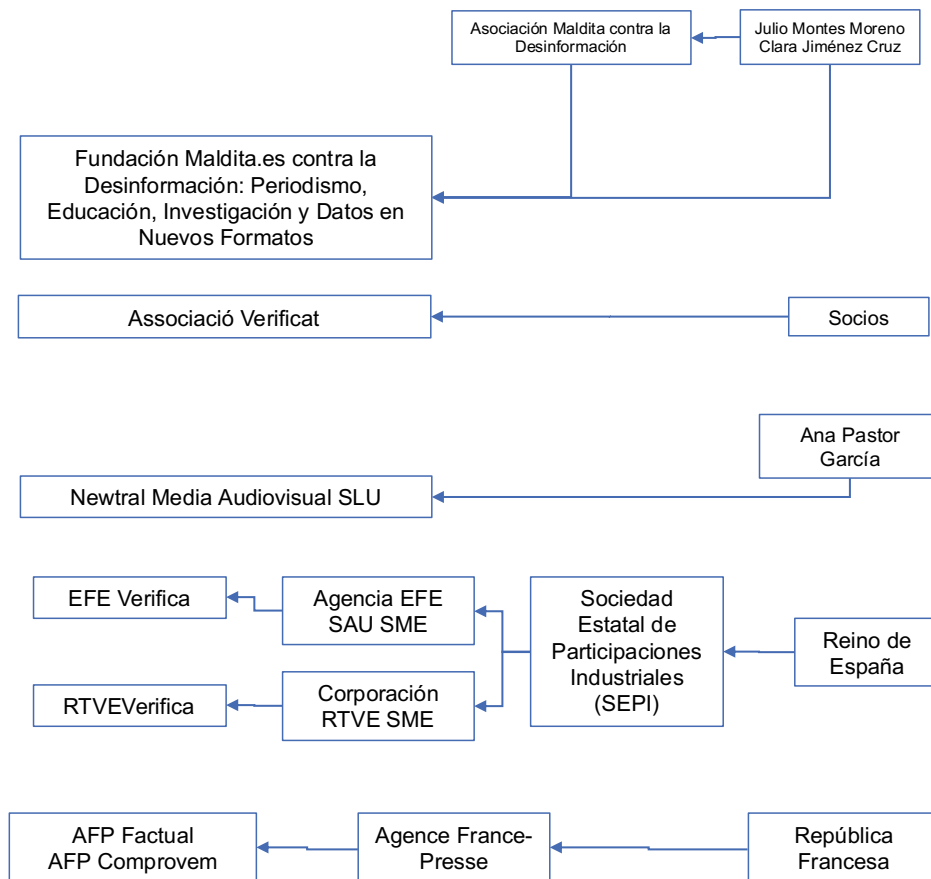 Asociación Maldita contra la
Desinformación
Julio Montes Moreno
Clara Jiménez Cruz
Fundación Maldita.es contra la
Desinformación: Periodismo,
Educación, Investigación y Datos en
Nuevos Formatos
Associació Verificat
Socios
Ana Pastor
García
Newtral Media Audiovisual SLU
EFE Verifica
Agencia EFE
SAU SME
Sociedad
Estatal de
Participaciones
Industriales
(SEPI)
Reino de
España
RTVEVerifica
Corporación
RTVE SME
AFP Factual
AFP Comprovem
Agence France-
Presse
República
Francesa